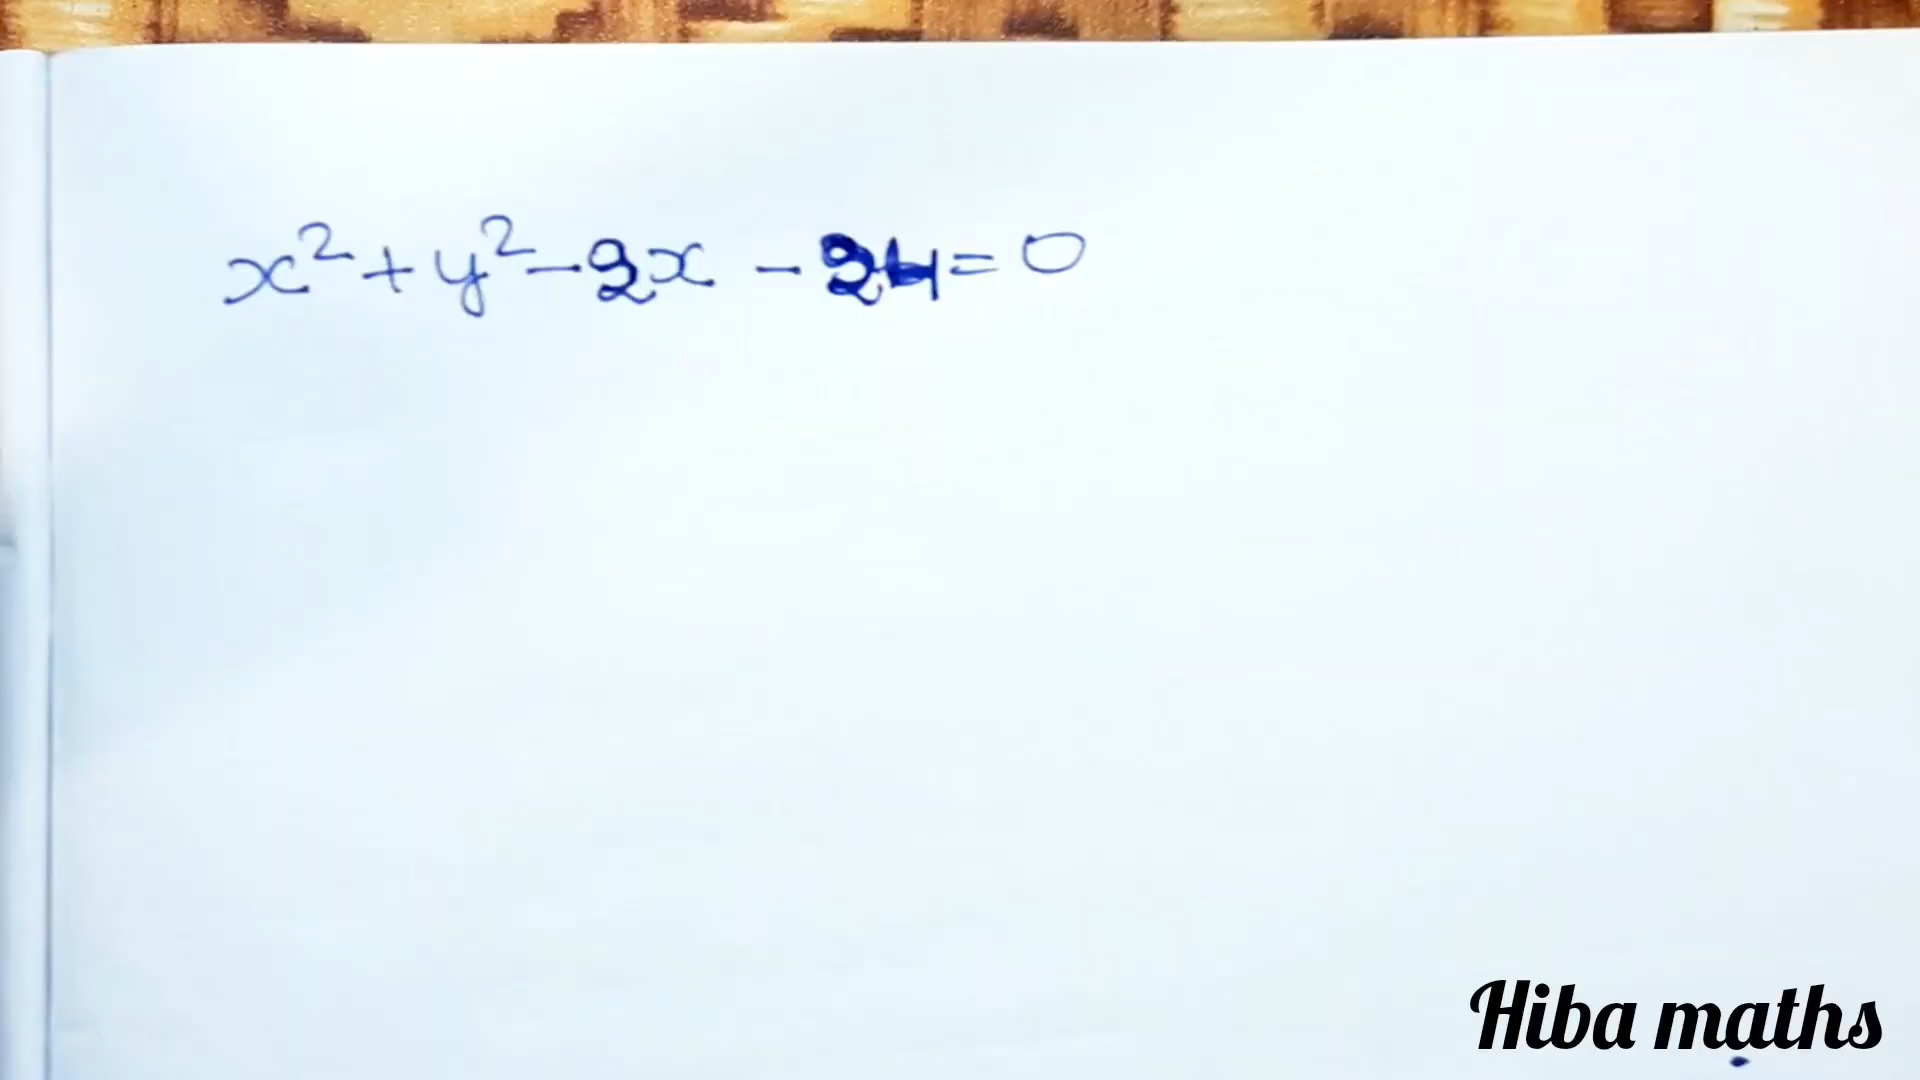 x² + y² - 2x - 24 = 0
Hiba maths